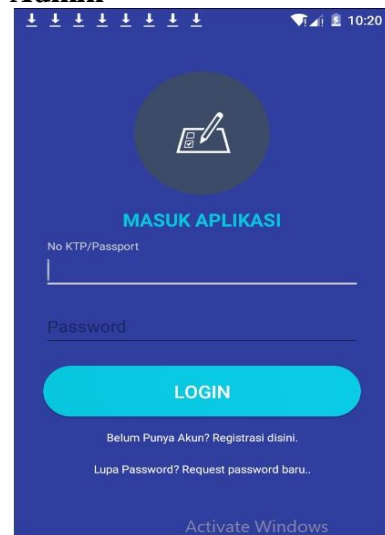 Admin
10:20
MASUK APLIKASI
No KTP/Passport
Password
LOGIN
Belum Punya Akun? Registrasi disini.
Lupa Password? Request password baru..
Activate Windows